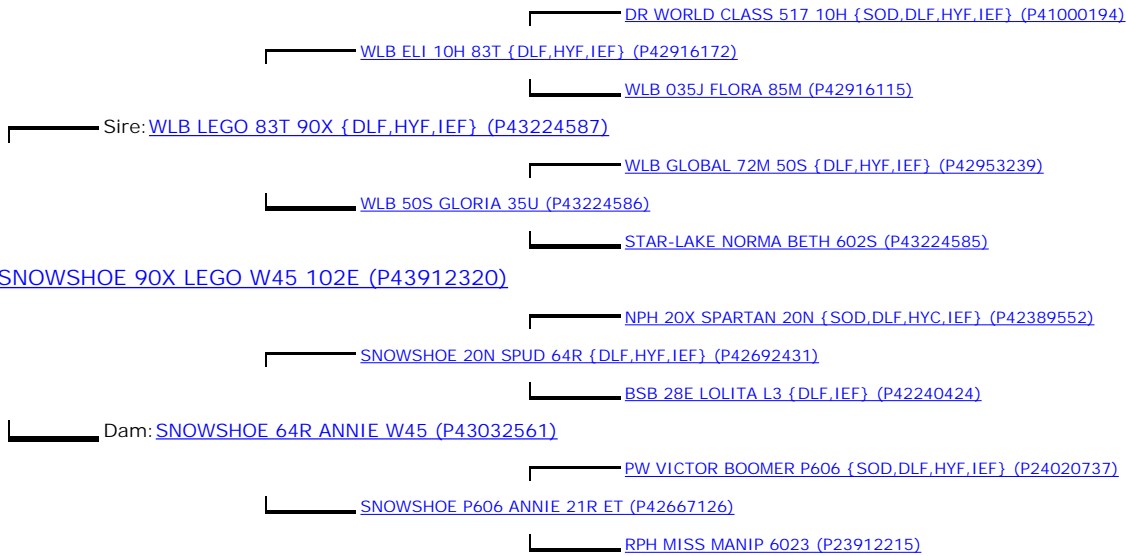 DR WORLD CLASS 517 10H {SOD,DLF,HYF,IEF} (P41000194)
WLB ELI 10H 83T {DLF,HYF,IEF} (P42916172)
WLB 035J FLORA 85M (P42916115)
Sire: WLB LEGO 83T 90X {DLF,HYF,IEF} (P43224587)
WLB GLOBAL 72M 50S {DLF,HYF,IEF} (P42953239)
WLB 50S GLORIA 35U (P43224586)
STAR-LAKE NORMA BETH 602S (P43224585)
SNOWSHOE 90X LEGO W45 102E (P43912320)
NPH 20X SPARTAN 20N {SOD,DLF,HYC,IEF} (P42389552)
SNOWSHOE 20N SPUD 64R {DLF,HYF,IEF} (P42692431)
BSB 28E LOLITA L3 {DLF,IEF} (P42240424)
Dam: SNOWSHOE 64R ANNIE W45 (P43032561)
PW VICTOR BOOMER P606 {SOD,DLF,HYF,IEF} (P24020737)
SNOWSHOE P606 ANNIE 21R ET (P42667126)
RPH MISS MANIP 6023 (P23912215)